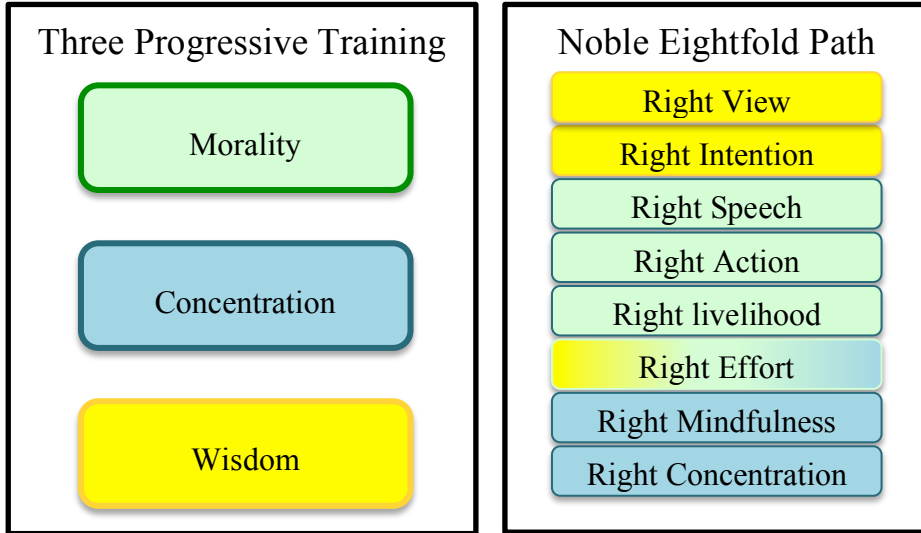 Three Progressive Training
Morality
Concentration
Wisdom
Noble Eightfold Path
Right View
Right Intention
Right Speech
Right Action
Right livelihood
Right Effort
Right Mindfulness
Right Concentration